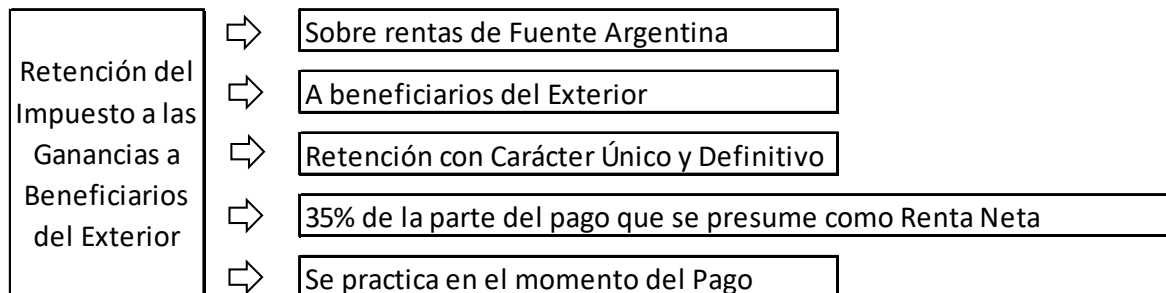 Retención del
Impuesto a las
Ganancias a
Beneficiarios
del Exterior
Sobre rentas de Fuente Argentina
A beneficiarios del Exterior
Retención con Carácter Único y Definitivo
35% de la parte del pago que se presume como Renta Neta
Se practica en el momento del Pago